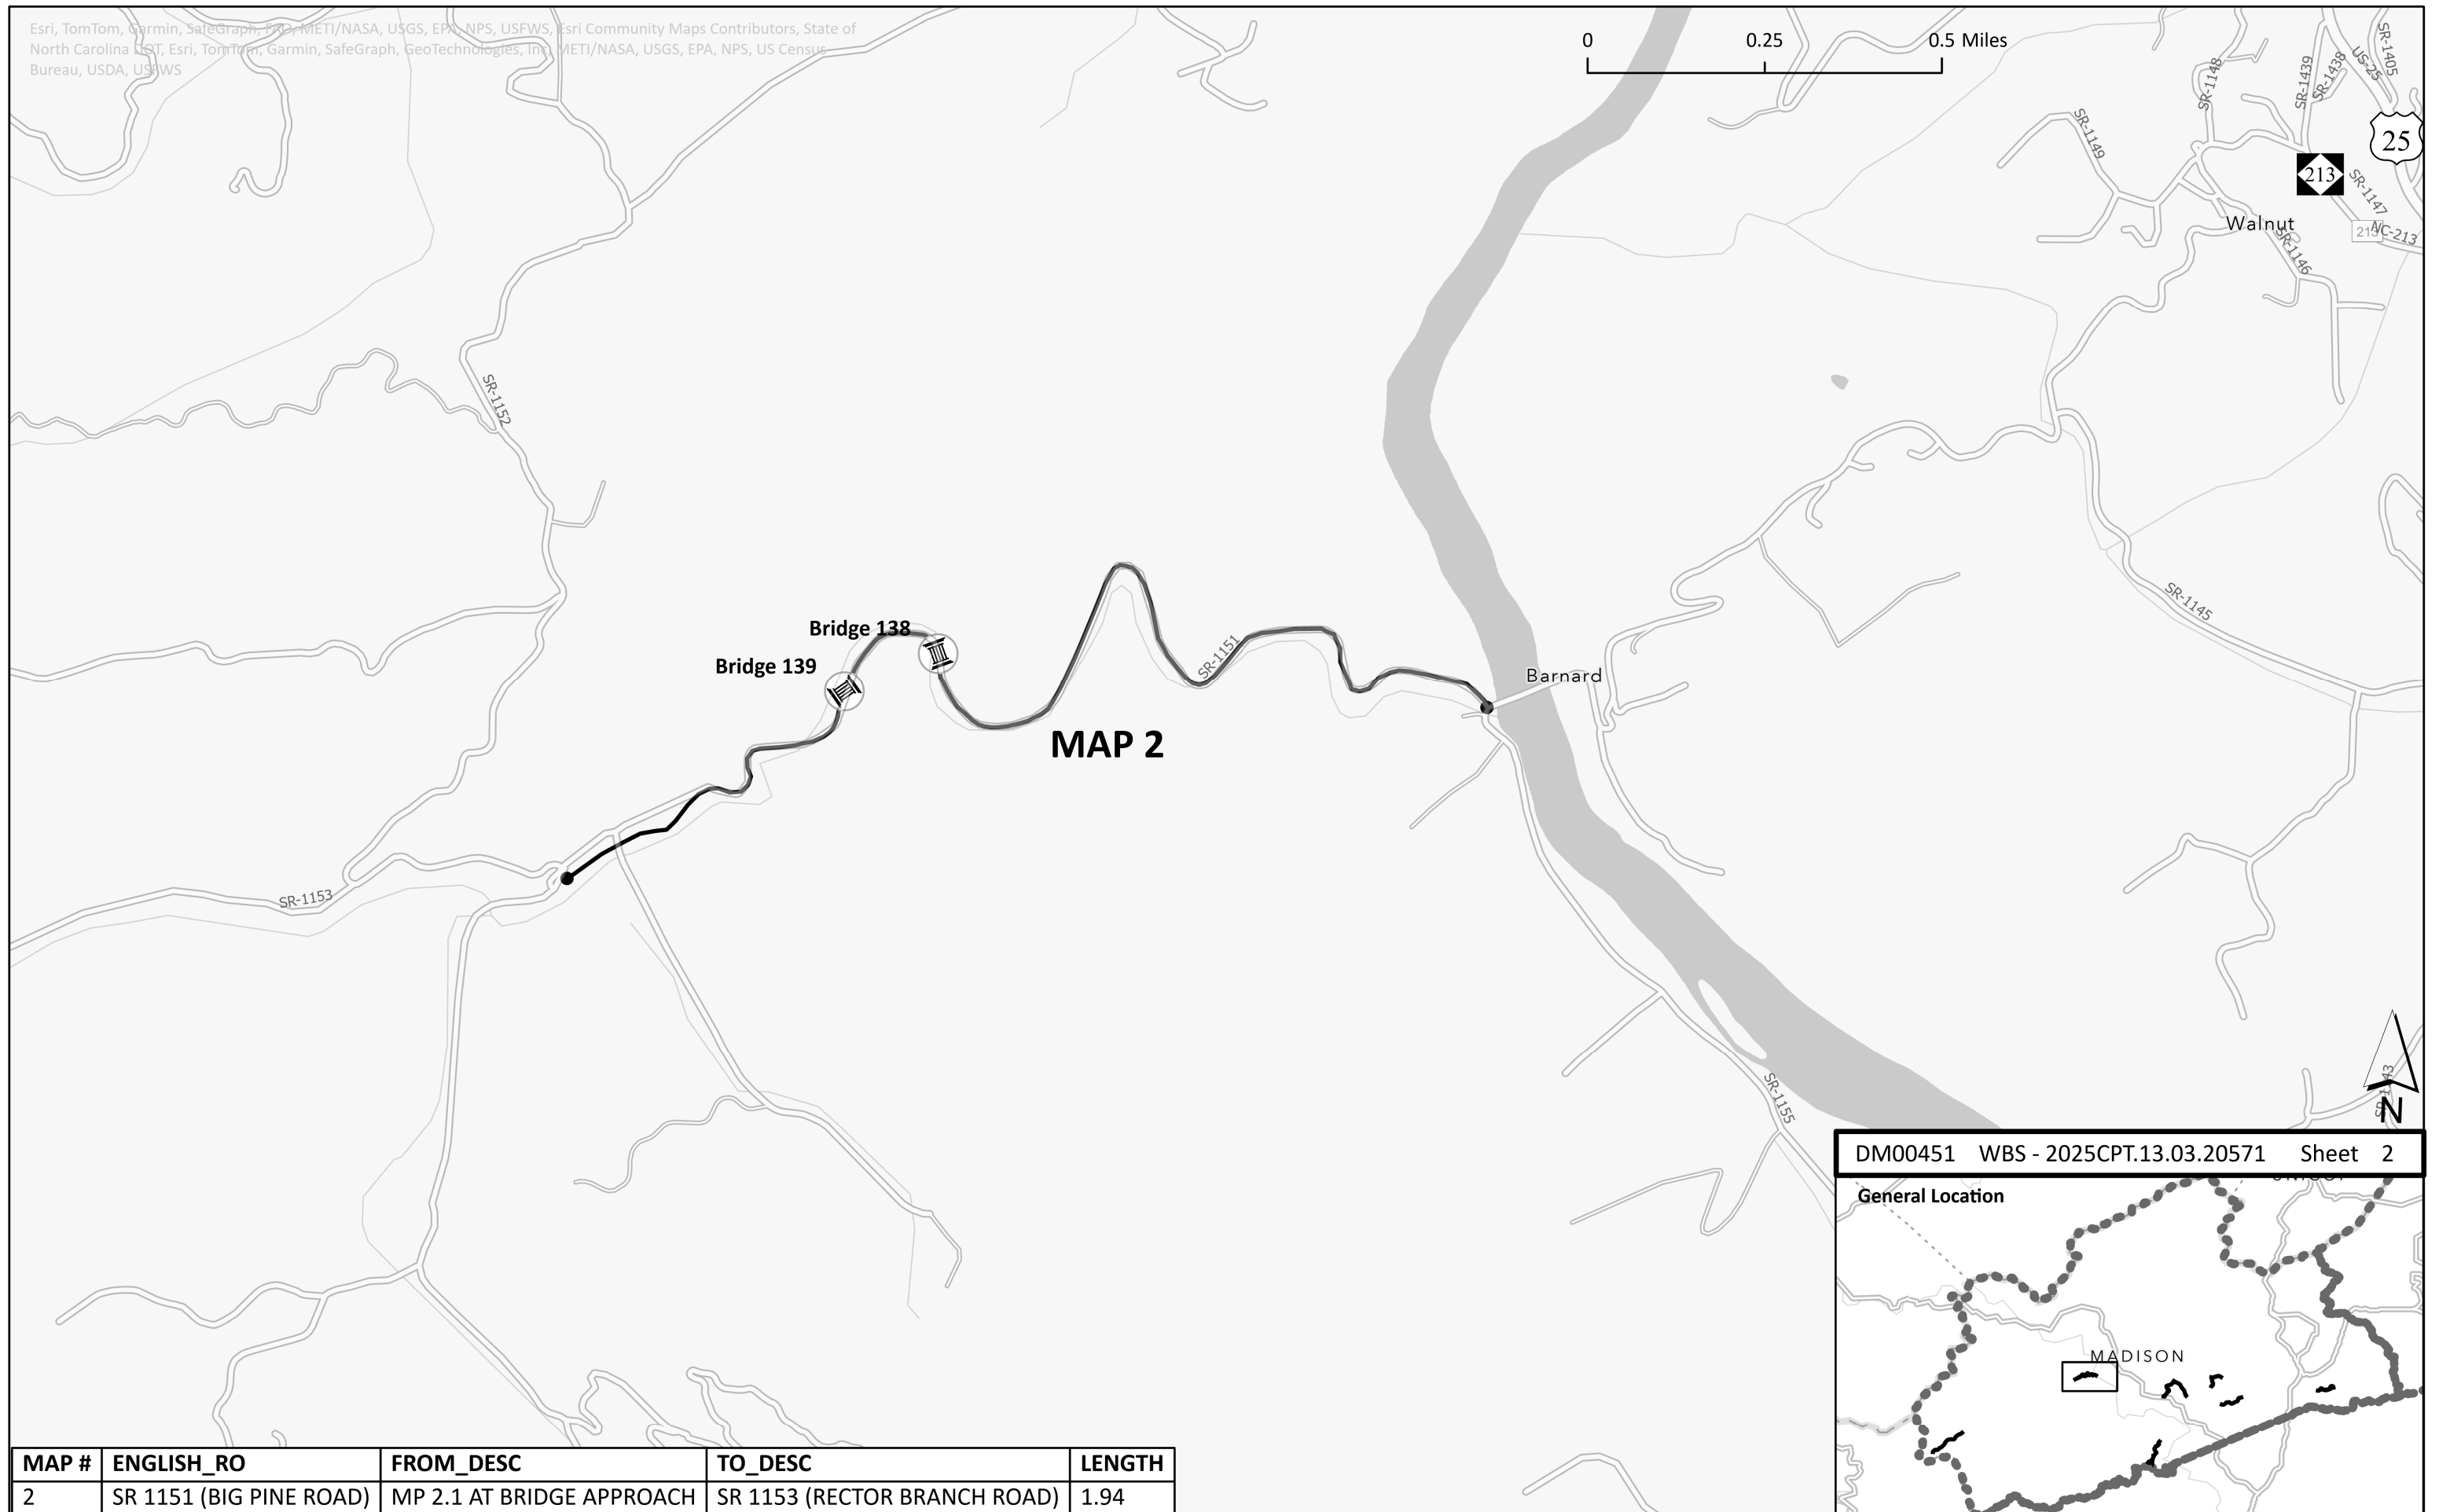 Esri, TomTom, Garmin, SafeGraph, FAO, METI/NASA, USGS, EPA, NPS, USFWS, Esri Community Maps Contributors, State of
North Carolina DOT, Esri, TomTom, Garmin, SafeGraph, GeoTechnologies, Inc, METI/NASA, USGS, EPA, NPS, US Census
Bureau, USDA, USFWS
0 0.25 0.5 Miles
SR-1148
SR-1439
SR-1438
US-25
SR-1405
25
SR-1149
213
SR-1147
Walnut
213
NC-213
SR-1146
SR-1152
SR-1145
Bridge 138
Bridge 139
SR-1151
Barnard
MAP 2
SR-1153
SR-1155
N
DM00451 WBS - 2025CPT.13.03.20571 Sheet 2
General Location
MADISON
MAP # ENGLISH_RO FROM_DESC TO_DESC LENGTH
2 SR 1151 (BIG PINE ROAD) MP 2.1 AT BRIDGE APPROACH SR 1153 (RECTOR BRANCH ROAD) 1.94